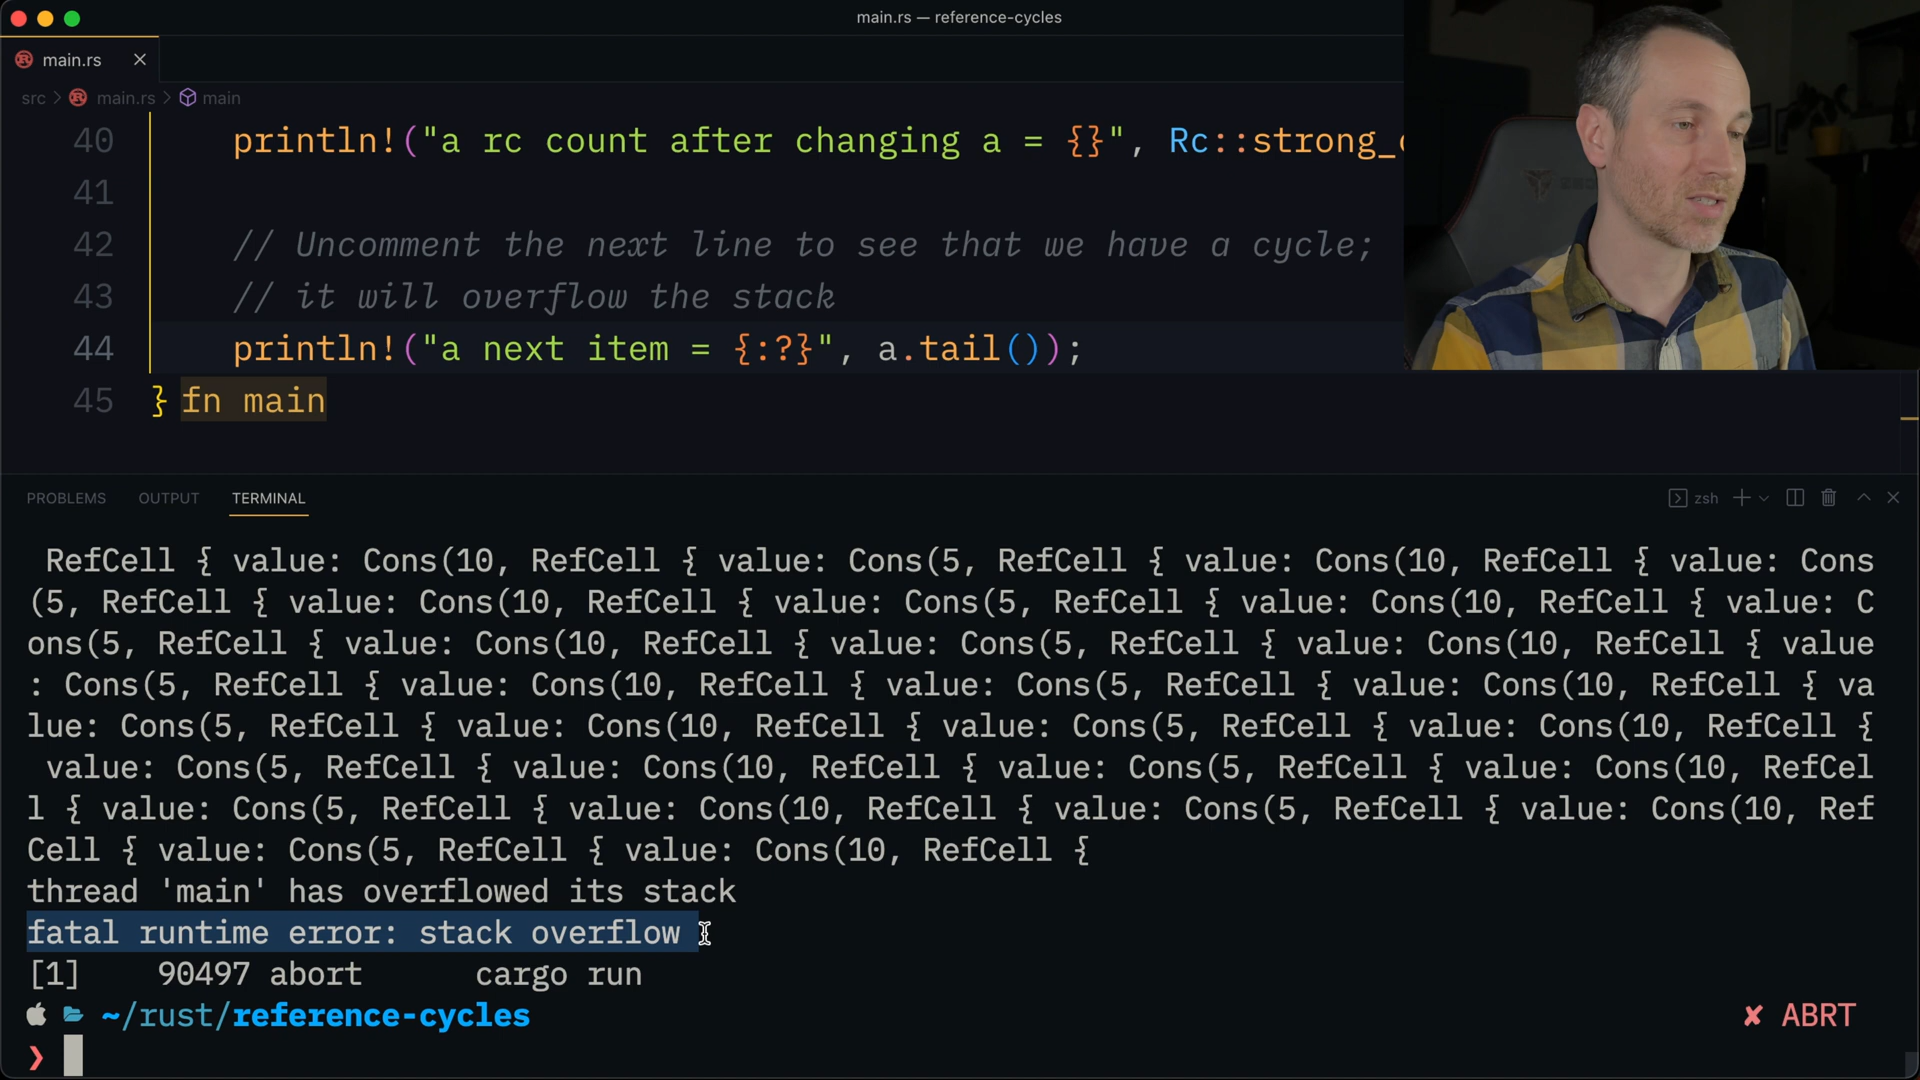 main.rs — reference-cycles
main.rs
src > main.rs > main
40 println!("a rc count after changing a = {}", Rc::strong_
41
42 // Uncomment the next line to see that we have a cycle;
43 // it will overflow the stack
44 println!("a next item = {:?}", a.tail());
45 } fn main
PROBLEMS OUTPUT TERMINAL
zsh
RefCell { value: Cons(10, RefCell { value: Cons(5, RefCell { value: Cons(10, RefCell { value: Cons
(5, RefCell { value: Cons(10, RefCell { value: Cons(5, RefCell { value: Cons(10, RefCell { value: C
ons(5, RefCell { value: Cons(10, RefCell { value: Cons(5, RefCell { value: Cons(10, RefCell { value
: Cons(5, RefCell { value: Cons(10, RefCell { value: Cons(5, RefCell { value: Cons(10, RefCell { va
lue: Cons(5, RefCell { value: Cons(10, RefCell { value: Cons(5, RefCell { value: Cons(10, RefCell {
value: Cons(5, RefCell { value: Cons(10, RefCell { value: Cons(5, RefCell { value: Cons(10, RefCel
l { value: Cons(5, RefCell { value: Cons(10, RefCell { value: Cons(5, RefCell { value: Cons(10, Ref
Cell { value: Cons(5, RefCell { value: Cons(10, RefCell {
thread 'main' has overflowed its stack
fatal runtime error: stack overflow
[1] 90497 abort cargo run
~/rust/reference-cycles ✘ ABRT
❯